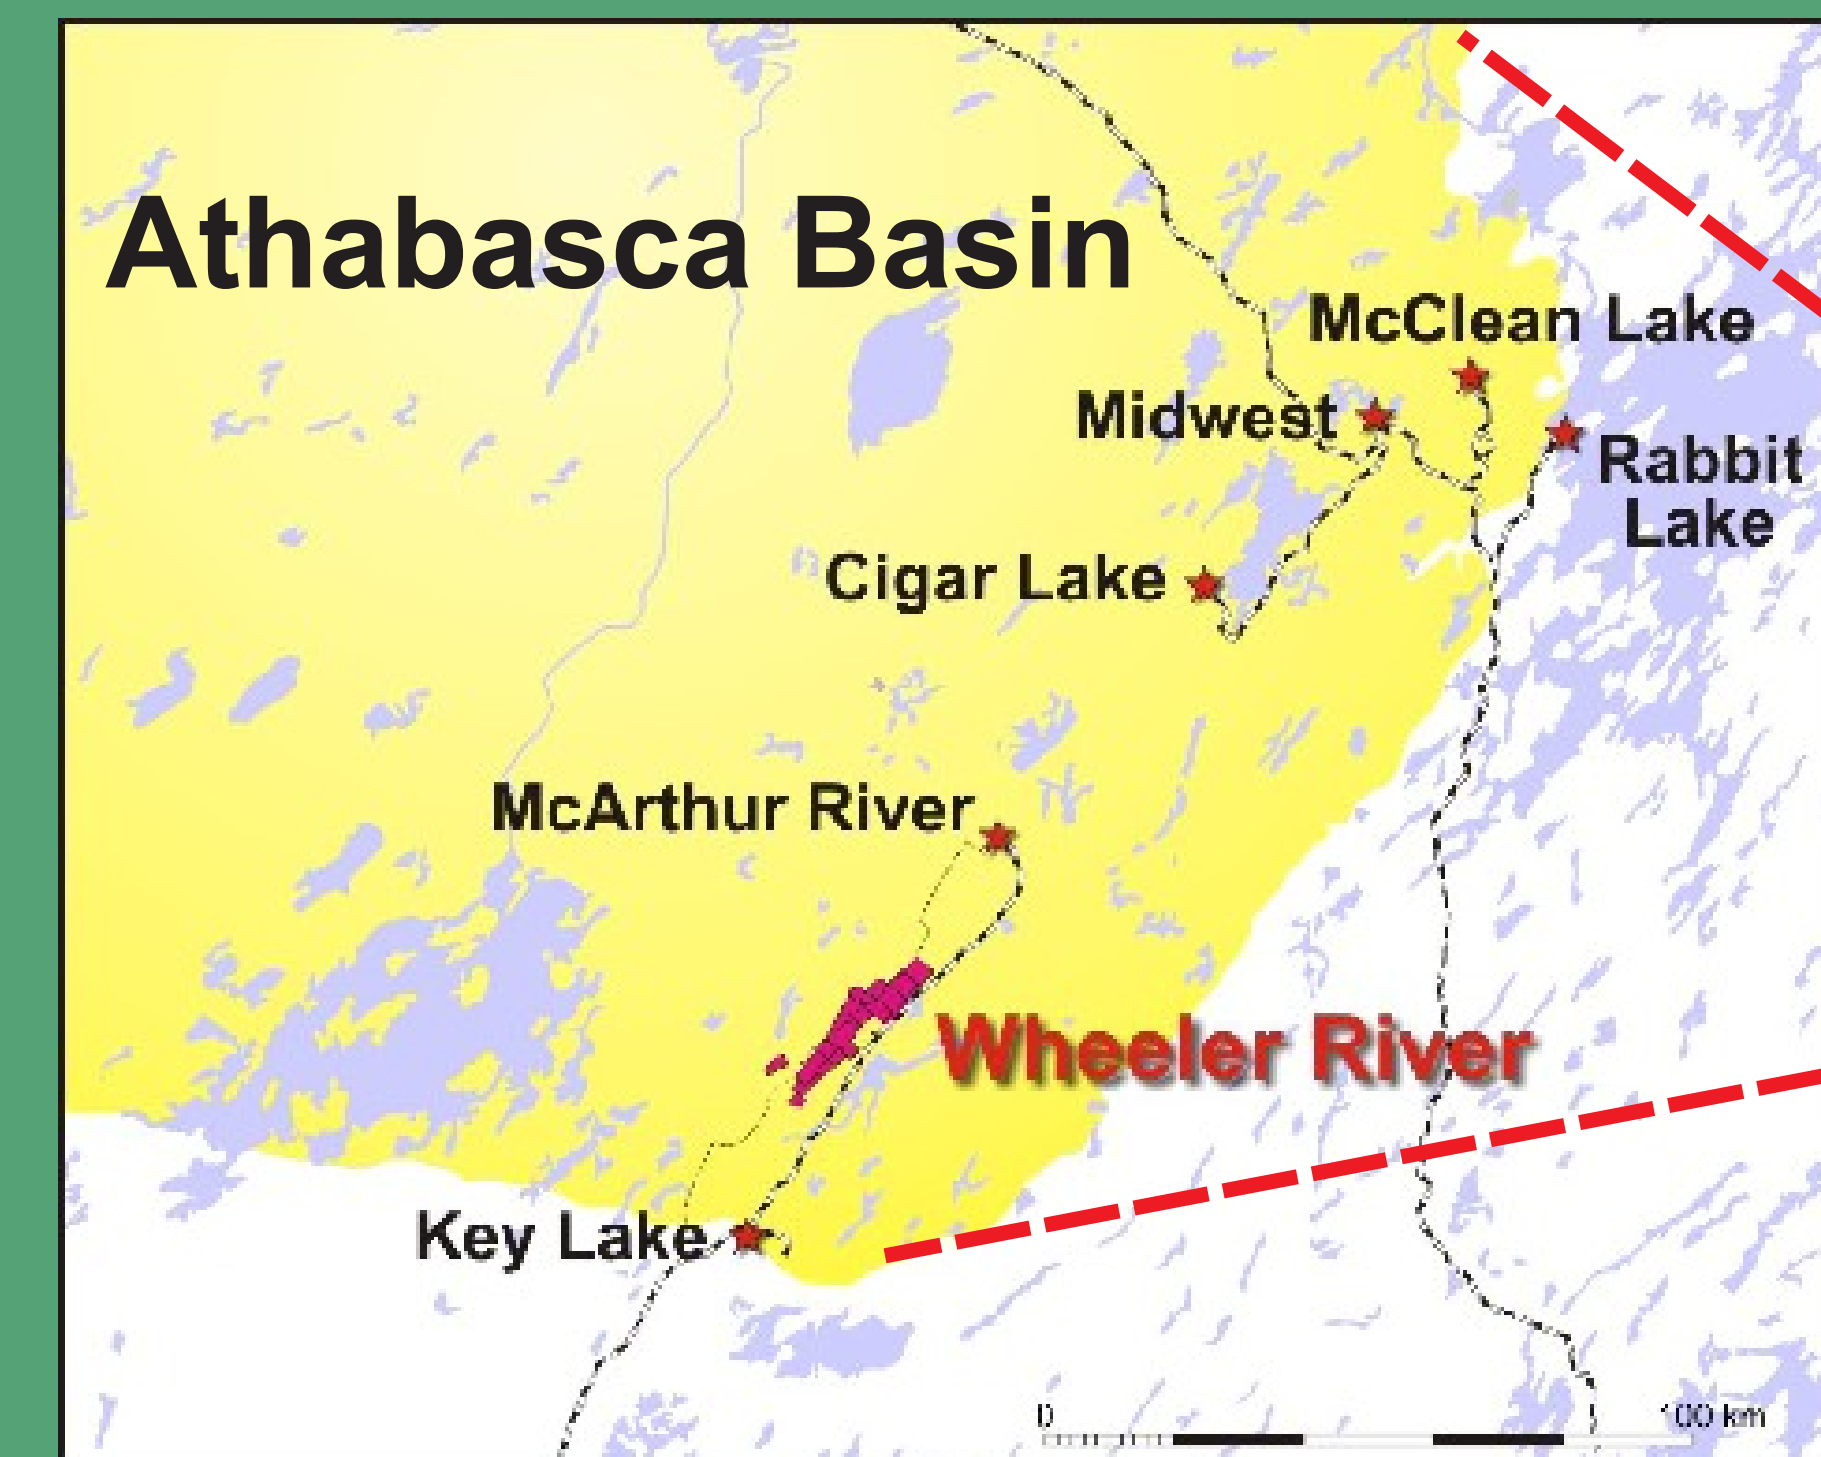 Athabasca Basin
McClean Lake
Midwest
Rabbit
Lake
Cigar Lake
McArthur River
Wheeler River
Key Lake
0
100 km